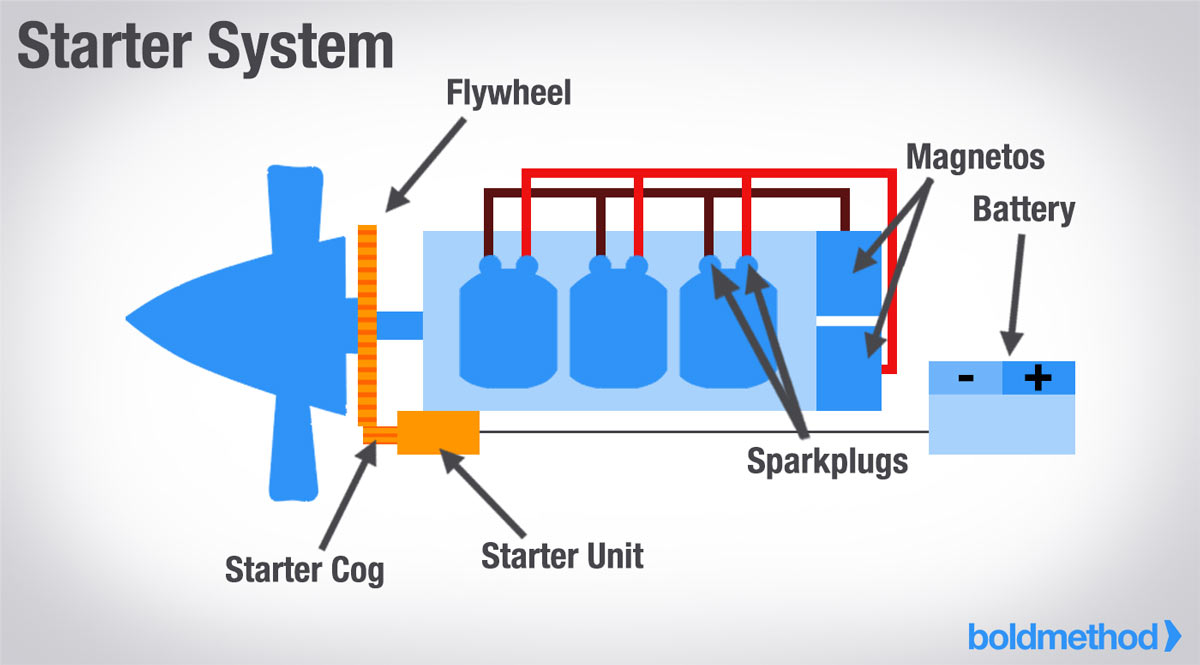 Starter System
Flywheel
Magnetos
Battery
- +
Sparkplugs
Starter Unit
Starter Cog
boldmethod